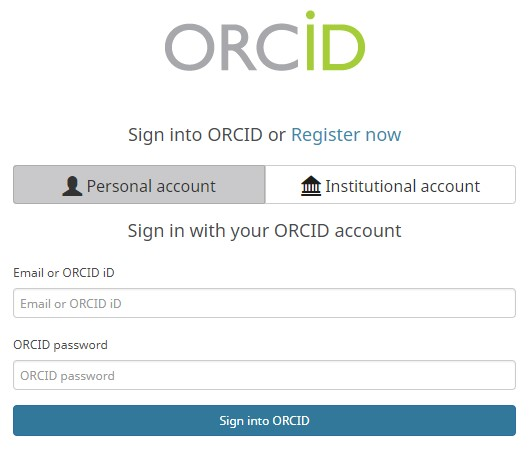 ORCiD
Sign into ORCID or Register now
Personal account
Institutional account
Sign in with your ORCID account
Email or ORCID iD
Email or ORCID iD
ORCID password
ORCID password
Sign into ORCID